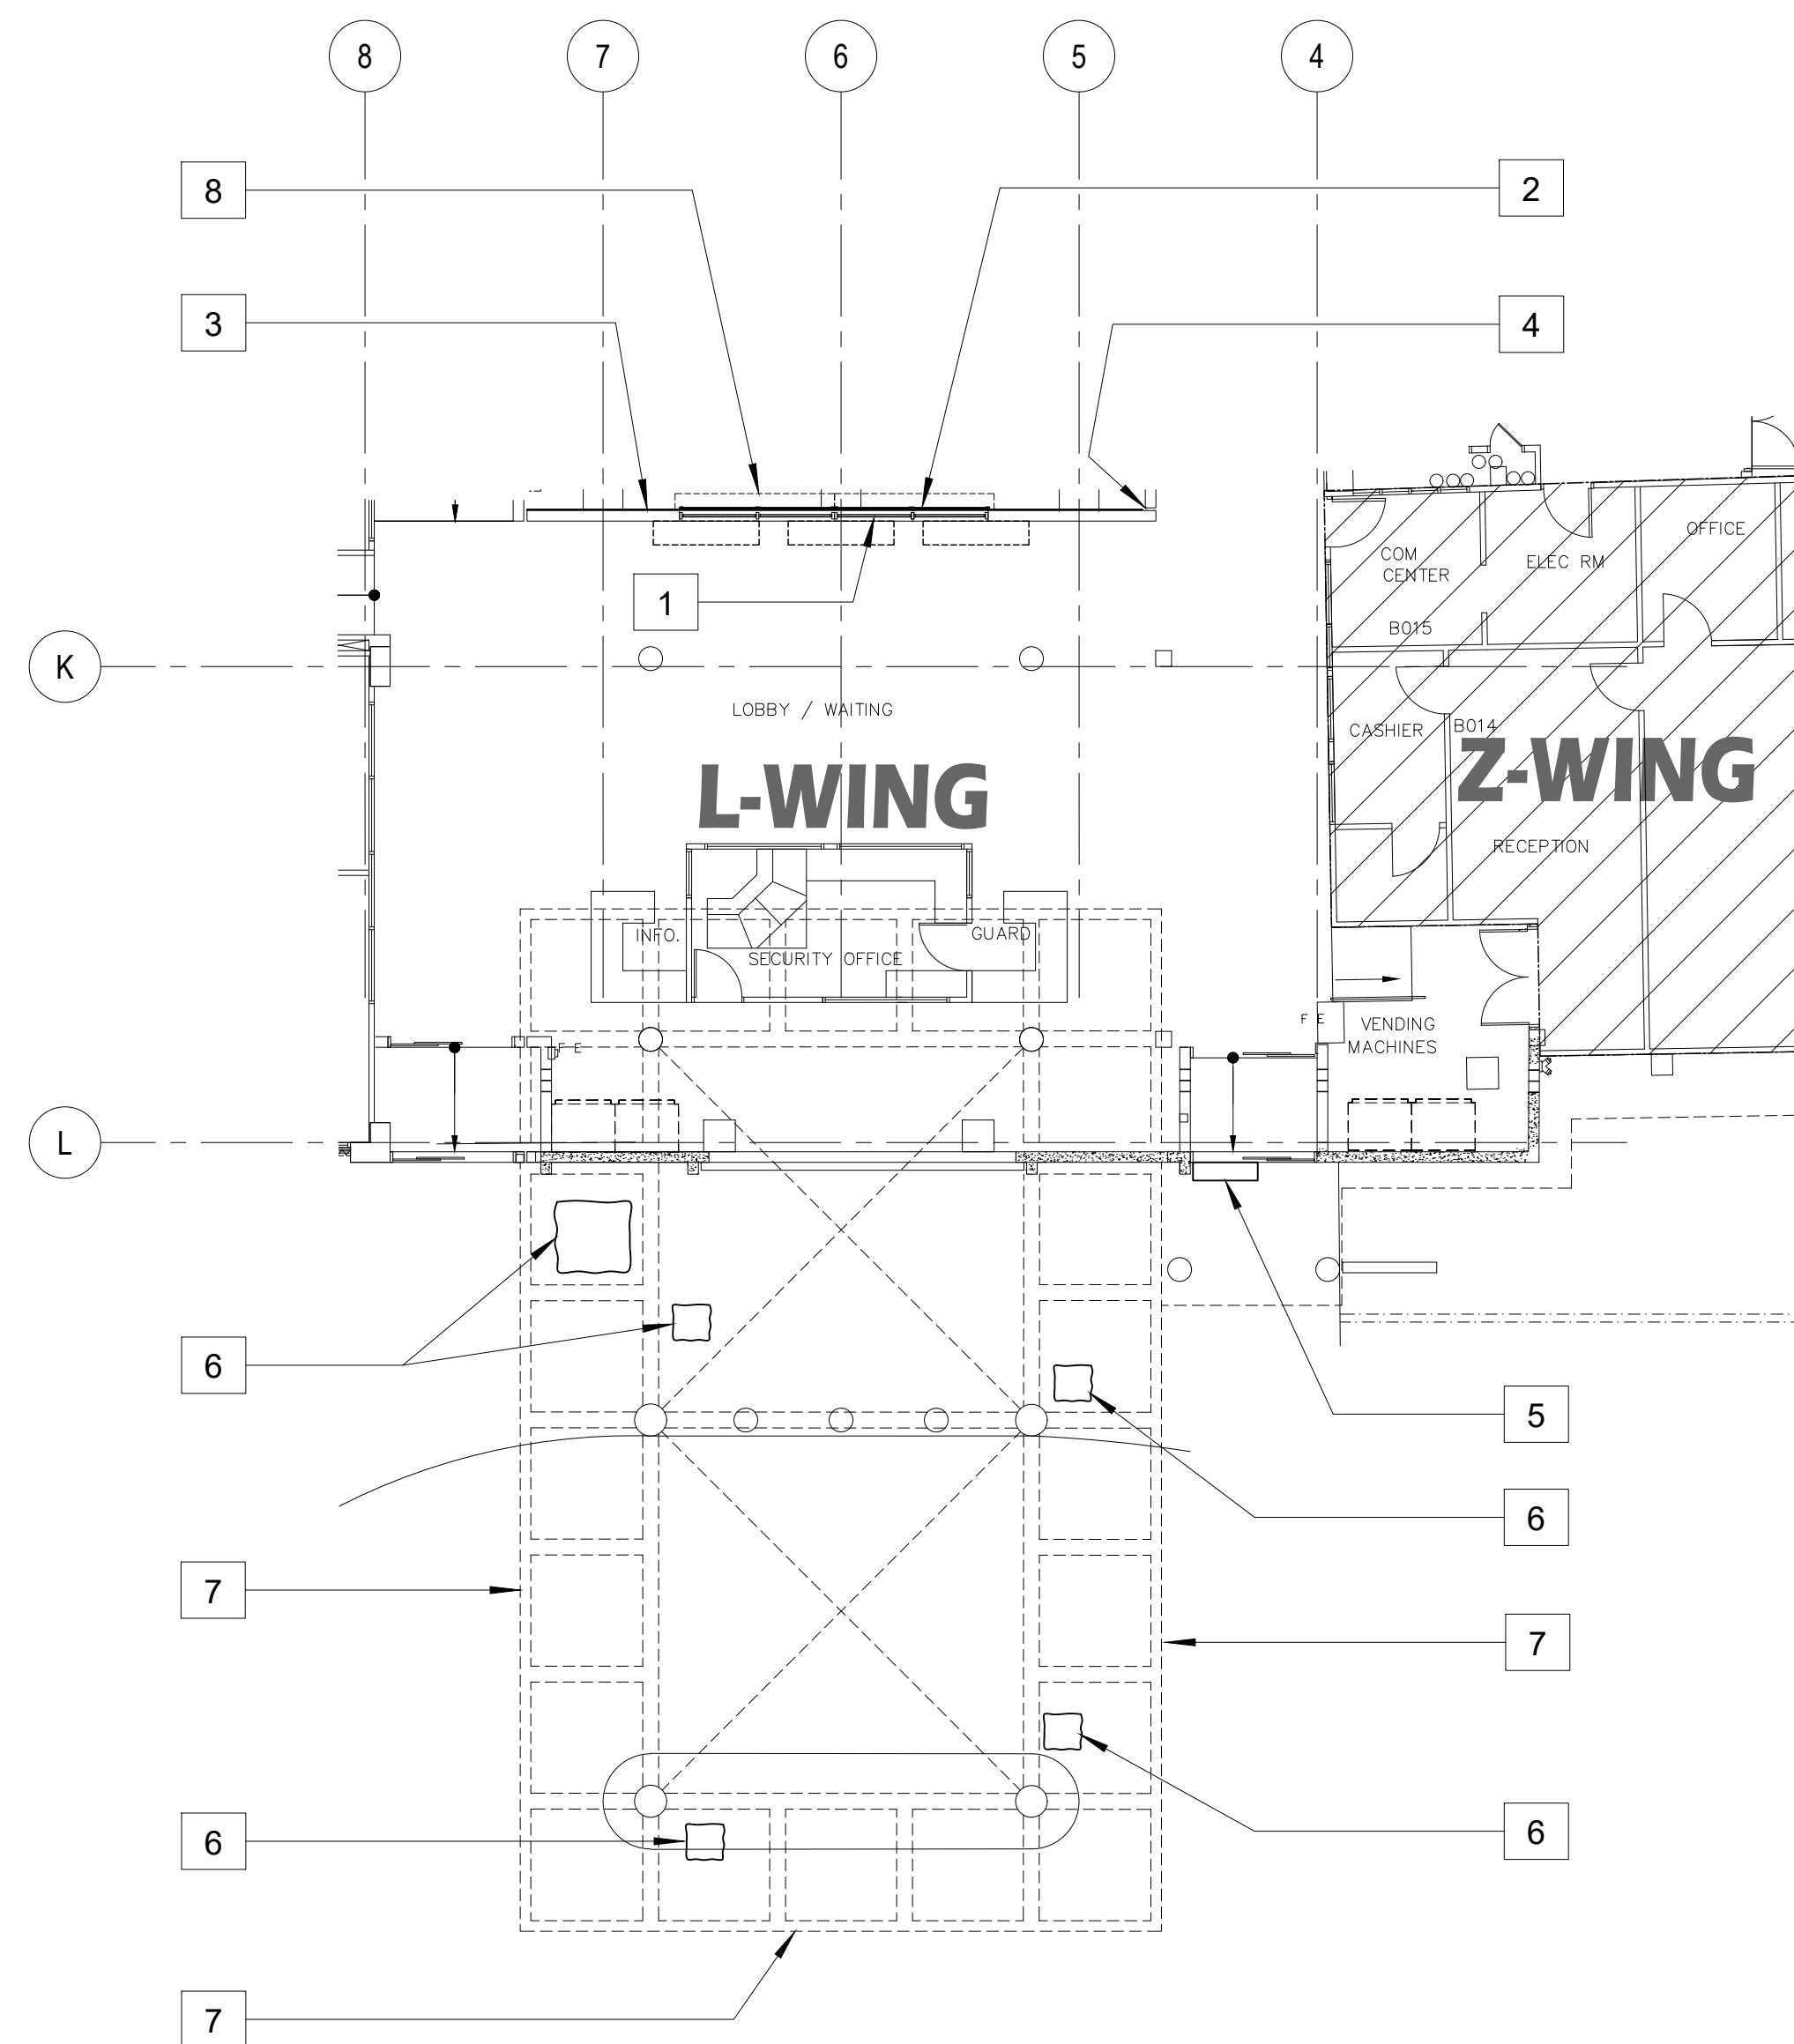 8
7
6
5
4
8
2
3
4
OFFICE
COM
CENTER
ELEC RM
1
B015
K
LOBBY / WAITING
CASHIER
B014
L-WING
Z-WING
RECEPTION
INFO.
GUARD
SECURITY OFFICE
F E
VENDING
MACHINES
F E
L
6
5
6
7
7
6
6
7